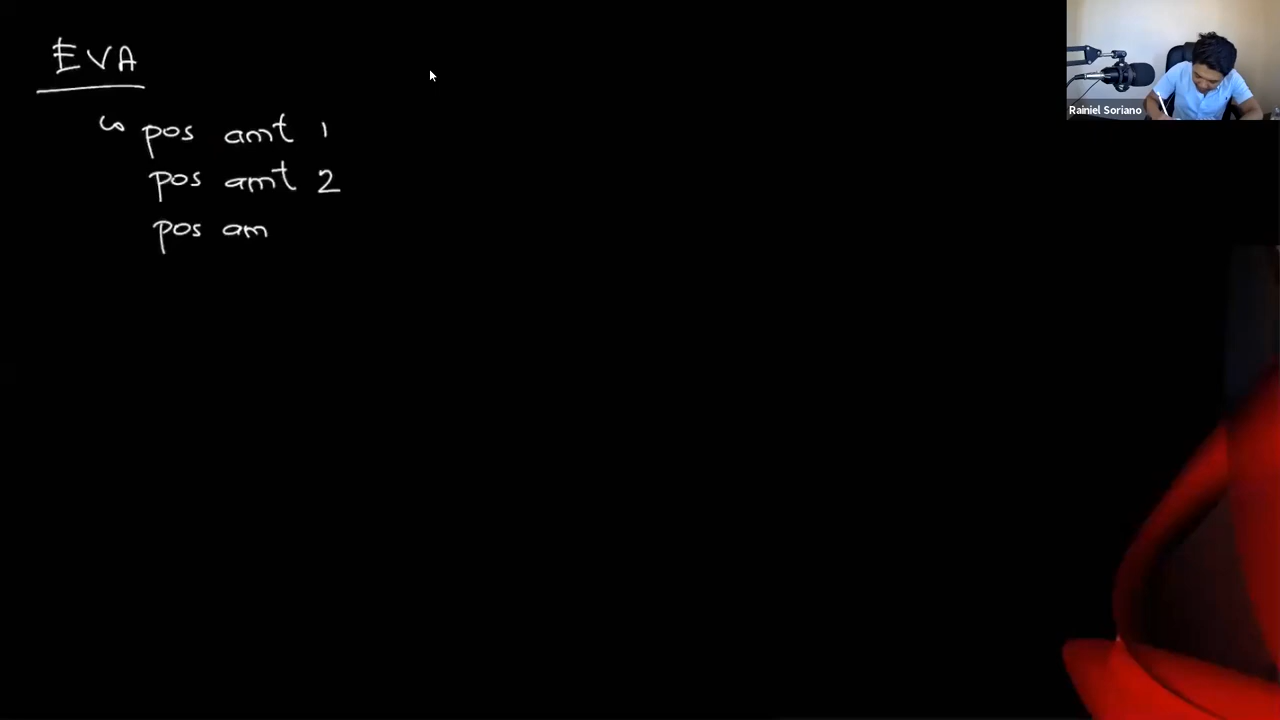 EVA
pos amt 1
pos amt 2
pos am
Rainiel Soriano